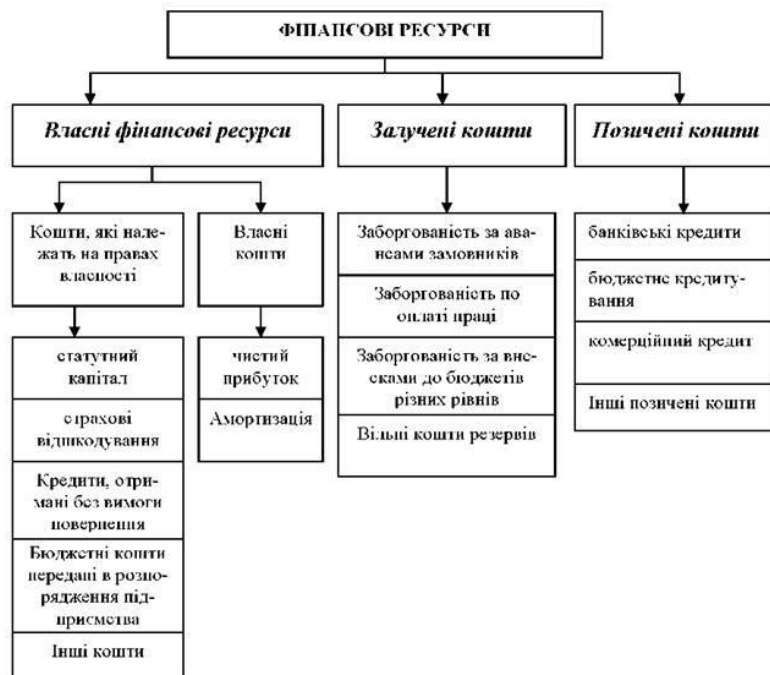 ФІНАНСОВІ РЕСУРСИ
Власні фінансові ресурси
Залучені кошти
Позичені кошти
Кошти, які нале-
жать на правах
власності
Власні
кошти
Заборгованість за ава-
нсами замовників
Заборгованість по
оплаті праці
Заборгованість за вне-
сками до бюджетів
різних рівнів
Вільні кошти резервів
банківські кредити
бюджетне кредиту-
вання
комерційний кредит
Інші позичені кошти
статутний
капітал
страхові
відшкодування
Кредити, отри-
мані без вимоги
повернення
Бюджетні кошти
передані в розпо-
рядження під-
приємства
Інші кошти
чистий
прибуток
Амортизація